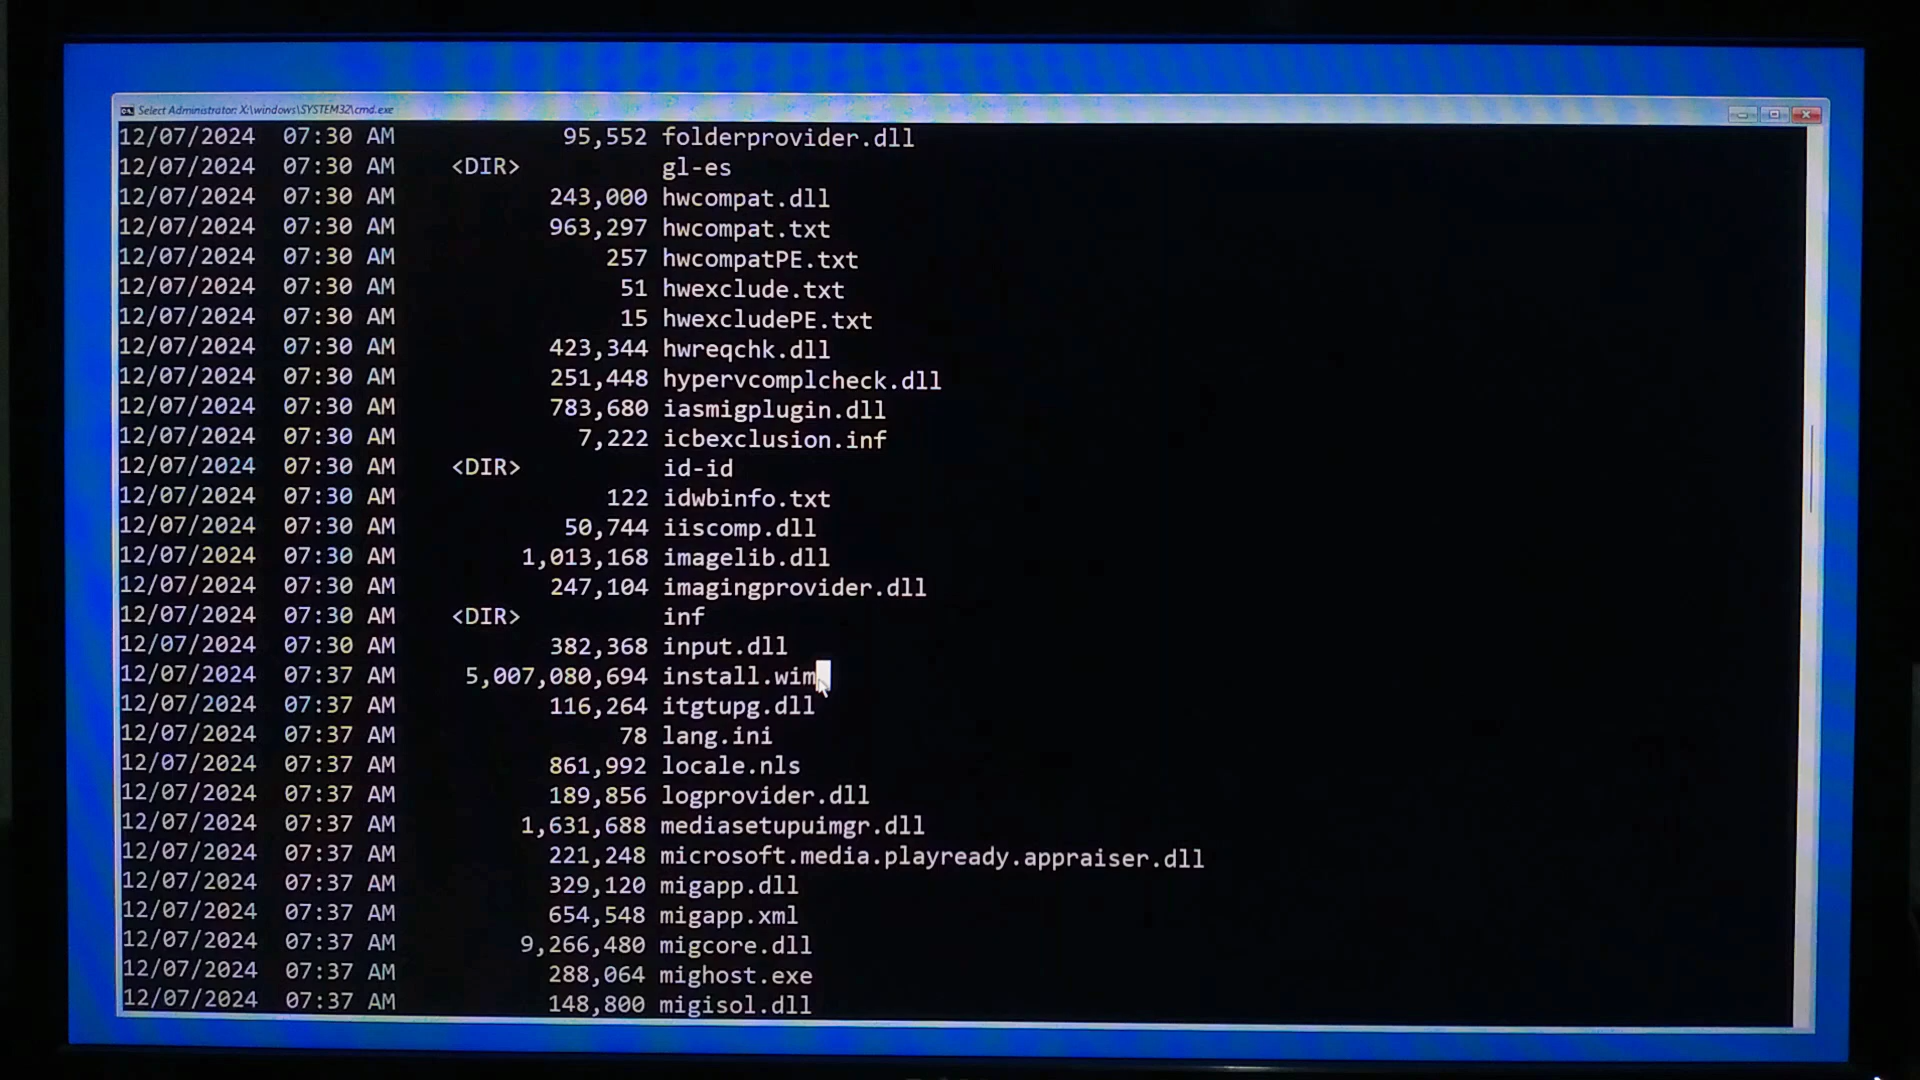 Select Administrator: X:\windows\SYSTEM32\cmd.exe
12/07/2024 07:30 AM 95,552 folderprovider.dll
12/07/2024 07:30 AM <DIR> gl-es
12/07/2024 07:30 AM 243,000 hwcompat.dll
12/07/2024 07:30 AM 963,297 hwcompat.txt
12/07/2024 07:30 AM 257 hwcompatPE.txt
12/07/2024 07:30 AM 51 hwexclude.txt
12/07/2024 07:30 AM 15 hwexcludePE.txt
12/07/2024 07:30 AM 423,344 hwreqchk.dll
12/07/2024 07:30 AM 251,448 hypervcomplcheck.dll
12/07/2024 07:30 AM 783,680 iasmigplugin.dll
12/07/2024 07:30 AM 7,222 icbexclusion.inf
12/07/2024 07:30 AM <DIR> id-id
12/07/2024 07:30 AM 122 idwbinfo.txt
12/07/2024 07:30 AM 50,744 iiscomp.dll
12/07/2024 07:30 AM 1,013,168 imagelib.dll
12/07/2024 07:30 AM 247,104 imagingprovider.dll
12/07/2024 07:30 AM <DIR> inf
12/07/2024 07:30 AM 382,368 input.dll
12/07/2024 07:37 AM 5,007,080,694 install.wim
12/07/2024 07:37 AM 116,264 itgtupg.dll
12/07/2024 07:37 AM 78 lang.ini
12/07/2024 07:37 AM 861,992 locale.nls
12/07/2024 07:37 AM 189,856 logprovider.dll
12/07/2024 07:37 AM 1,631,688 mediasetupuimgr.dll
12/07/2024 07:37 AM 221,248 microsoft.media.playready.appraiser.dll
12/07/2024 07:37 AM 329,120 migapp.dll
12/07/2024 07:37 AM 654,548 migapp.xml
12/07/2024 07:37 AM 9,266,480 migcore.dll
12/07/2024 07:37 AM 288,064 mighost.exe
12/07/2024 07:37 AM 148,800 migisol.dll